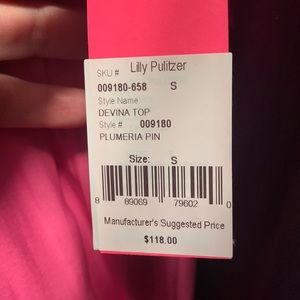 SKU # Lilly Pulitzer
009180-658 S
Style Name
DEVINA TOP
Style # 009180
PLUMERIA PIN
Size: S
8 89069 79602 0
Manufacturer's Suggested Price
$118.00